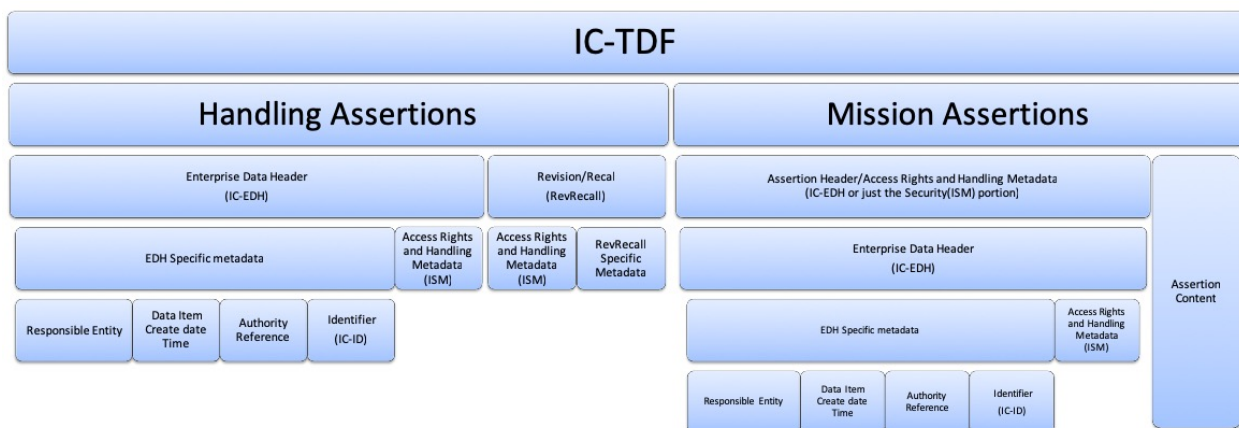 IC-TDF
Handling Assertions
Mission Assertions
Enterprise Data Header
(IC-EDH)
Revision/Recal
(RevRecall)
Assertion Header/Access Rights and Handling Metadata
(IC-EDH or just the Security(ISM) portion)
Assertion
Content
EDH Specific metadata
Access Rights
and Handling
Metadata
(ISM)
Access Rights
and Handling
Metadata
(ISM)
RevRecall
Specific
Metadata
Enterprise Data Header
(IC-EDH)
Responsible Entity
Data Item
Create date
Time
Authority
Reference
Identifier
(IC-ID)
EDH Specific metadata
Access Rights
and Handling
Metadata
(ISM)
Responsible Entity
Data Item
Create date
Time
Authority
Reference
Identifier
(IC-ID)